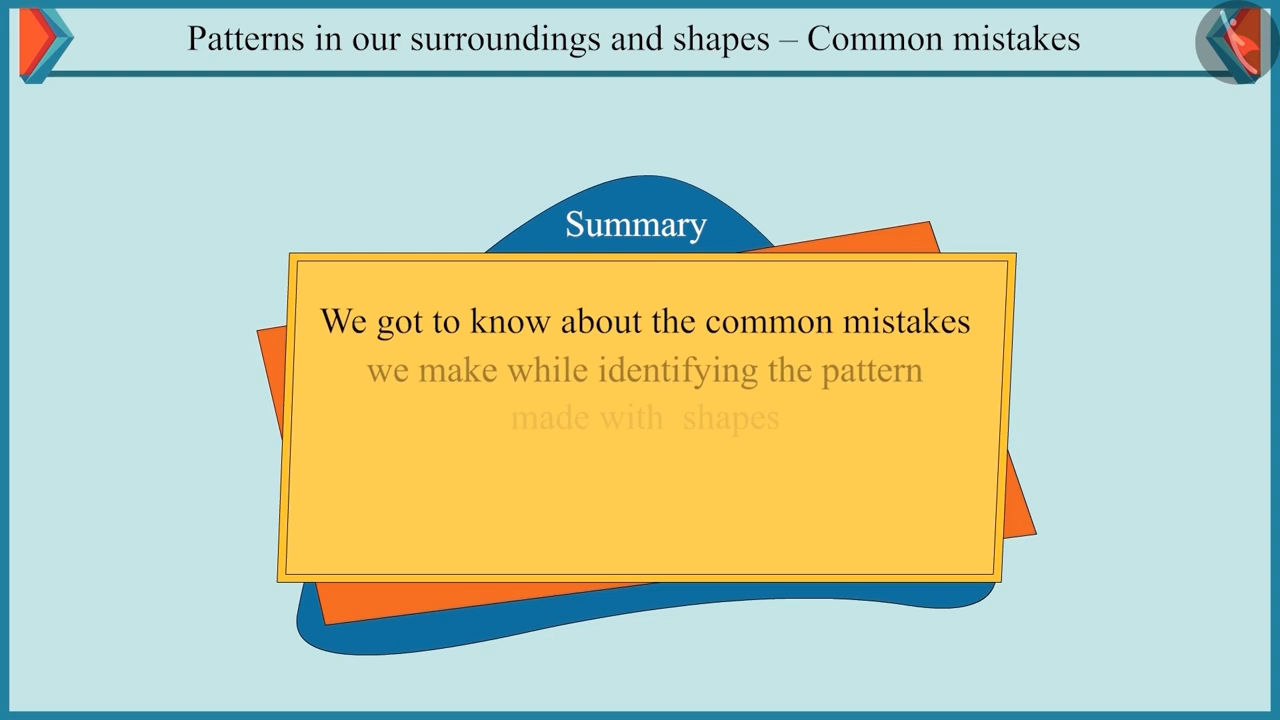 Patterns in our surroundings and shapes – Common mistakes
Summary
We got to know about the common mistakes
we make while identifying the pattern
made with shapes